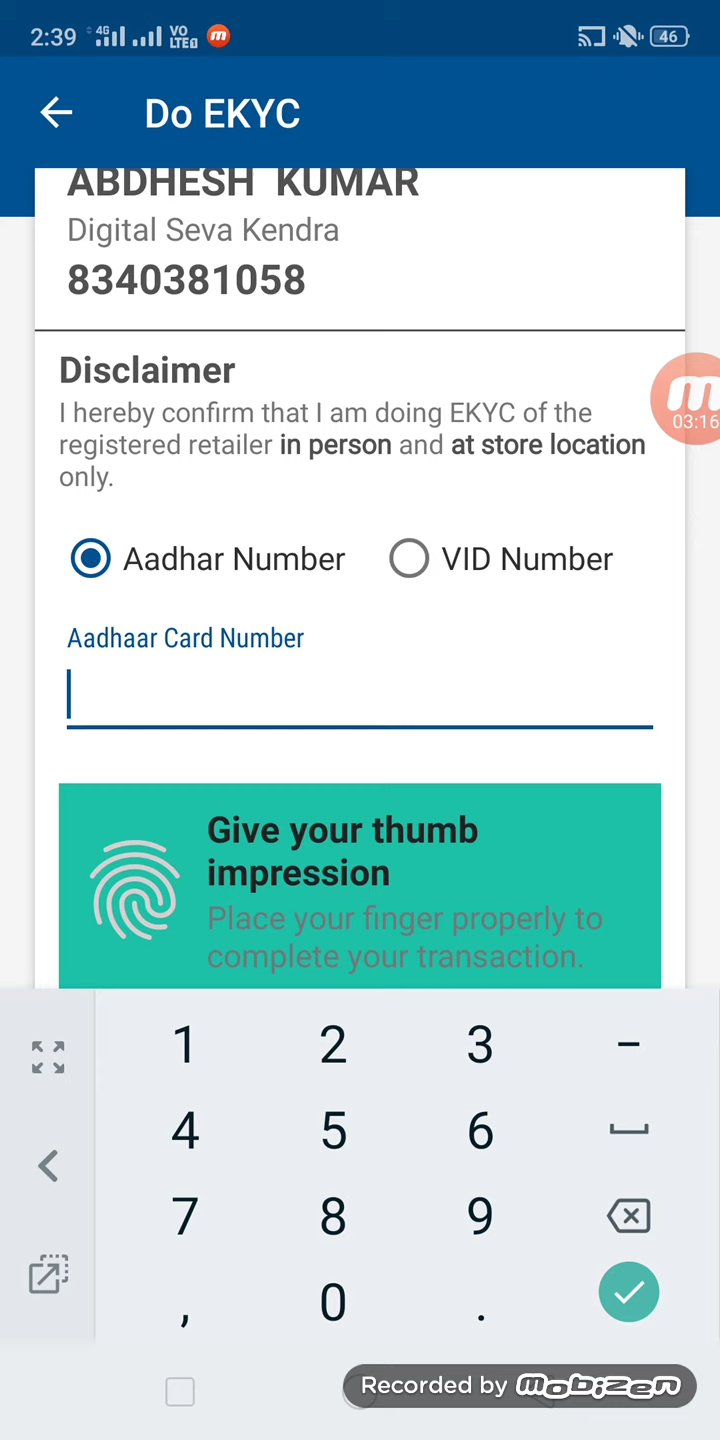 2:39 4G VO LTE m 46
Do EKYC
ABDHESH KUMAR
Digital Seva Kendra
8340381058
Disclaimer
I hereby confirm that I am doing EKYC of the
registered retailer in person and at store location
only.
m
03:16
Aadhar Number VID Number
Aadhaar Card Number
Give your thumb
impression
Place your finger properly to
complete your transaction.
1 2 3 -
4 5 6
7 8 9
, 0 .
Recorded by mobizen